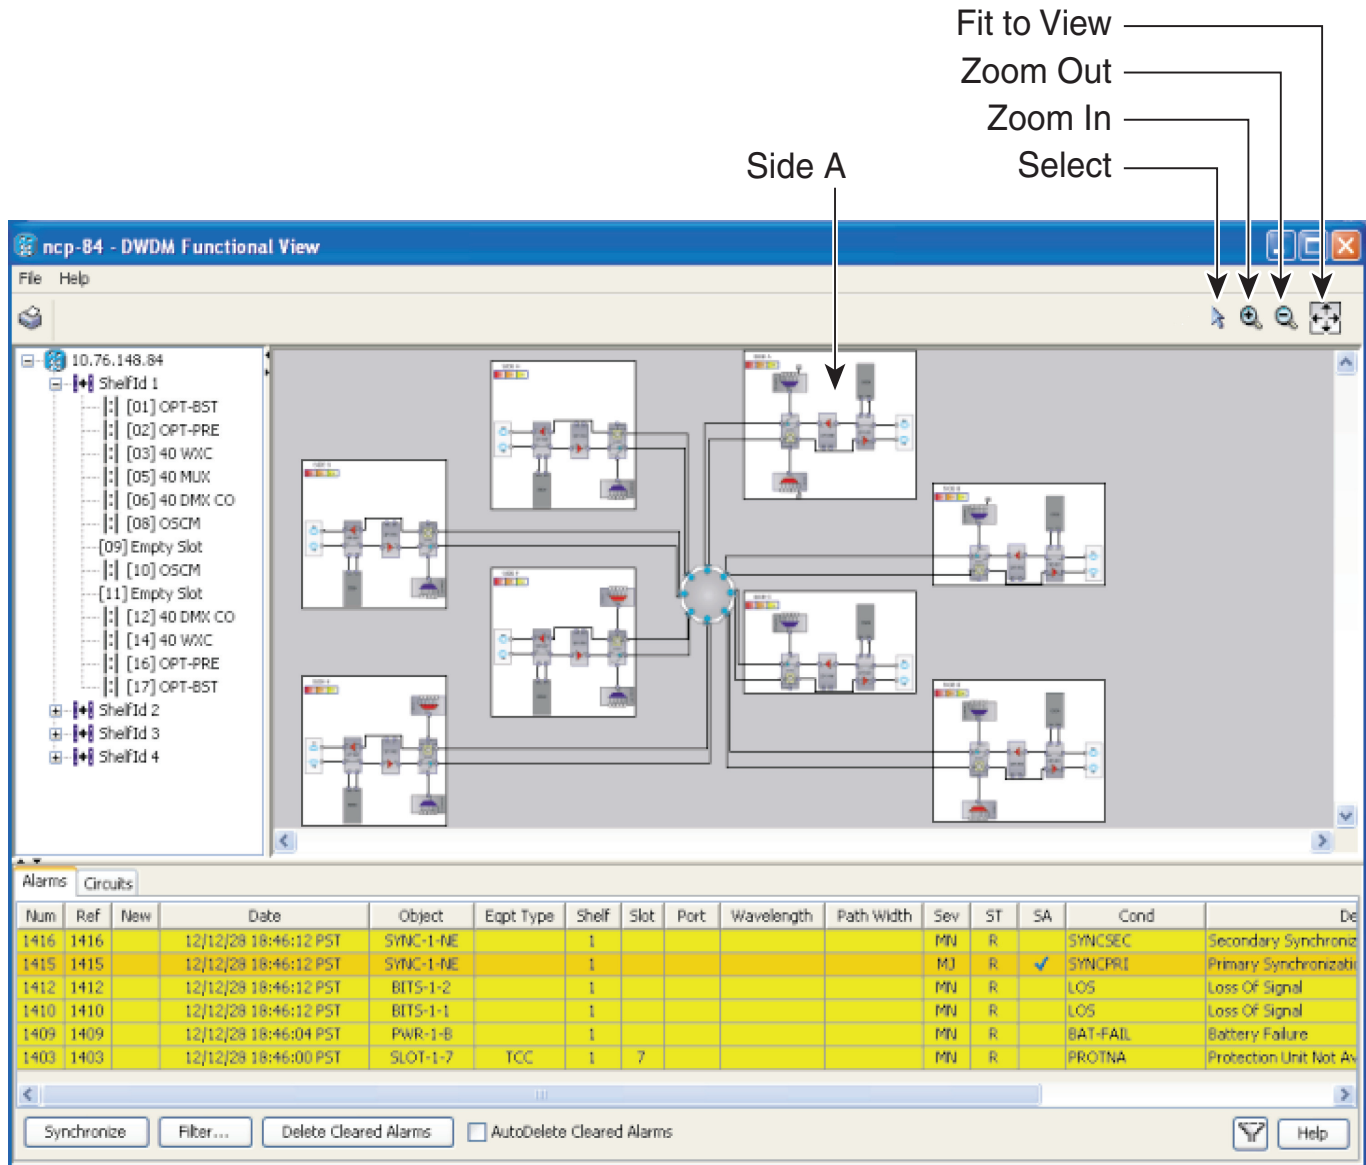 Fit to View
Zoom Out
Zoom In
Side A
Select
ncp-84 - DWDM Functional View
File Help
10.76.148.84
ShelfId 1
[01] OPT-BST
[02] OPT-PRE
[03] 40 WXC
[05] 40 MUX
[06] 40 DMX CO
[08] OSCM
[09] Empty Slot
[10] OSCM
[11] Empty Slot
[12] 40 DMX CO
[14] 40 WXC
[16] OPT-PRE
[17] OPT-BST
ShelfId 2
ShelfId 3
ShelfId 4
Alarms Circuits
Num Ref New Date Object Eqpt Type Shelf Slot Port Wavelength Path Width Sev ST SA Cond De
1416 1416 12/12/28 18:46:12 PST SYNC-1-NE 1 MN R SYNCSEC Secondary Synchroniz
1415 1415 12/12/28 18:46:12 PST SYNC-1-NE 1 MJ R SYNCPRI Primary Synchronizatio
1412 1412 12/12/28 18:46:12 PST BITS-1-2 1 MN R LOS Loss Of Signal
1410 1410 12/12/28 18:46:12 PST BITS-1-1 1 MN R LOS Loss Of Signal
1409 1409 12/12/28 18:46:04 PST PWR-1-B 1 MN R BAT-FAIL Battery Failure
1403 1403 12/12/28 18:46:00 PST SLOT-1-7 TCC 1 7 MN R PROTNA Protection Unit Not Av
Synchronize Filter... Delete Cleared Alarms AutoDelete Cleared Alarms Help